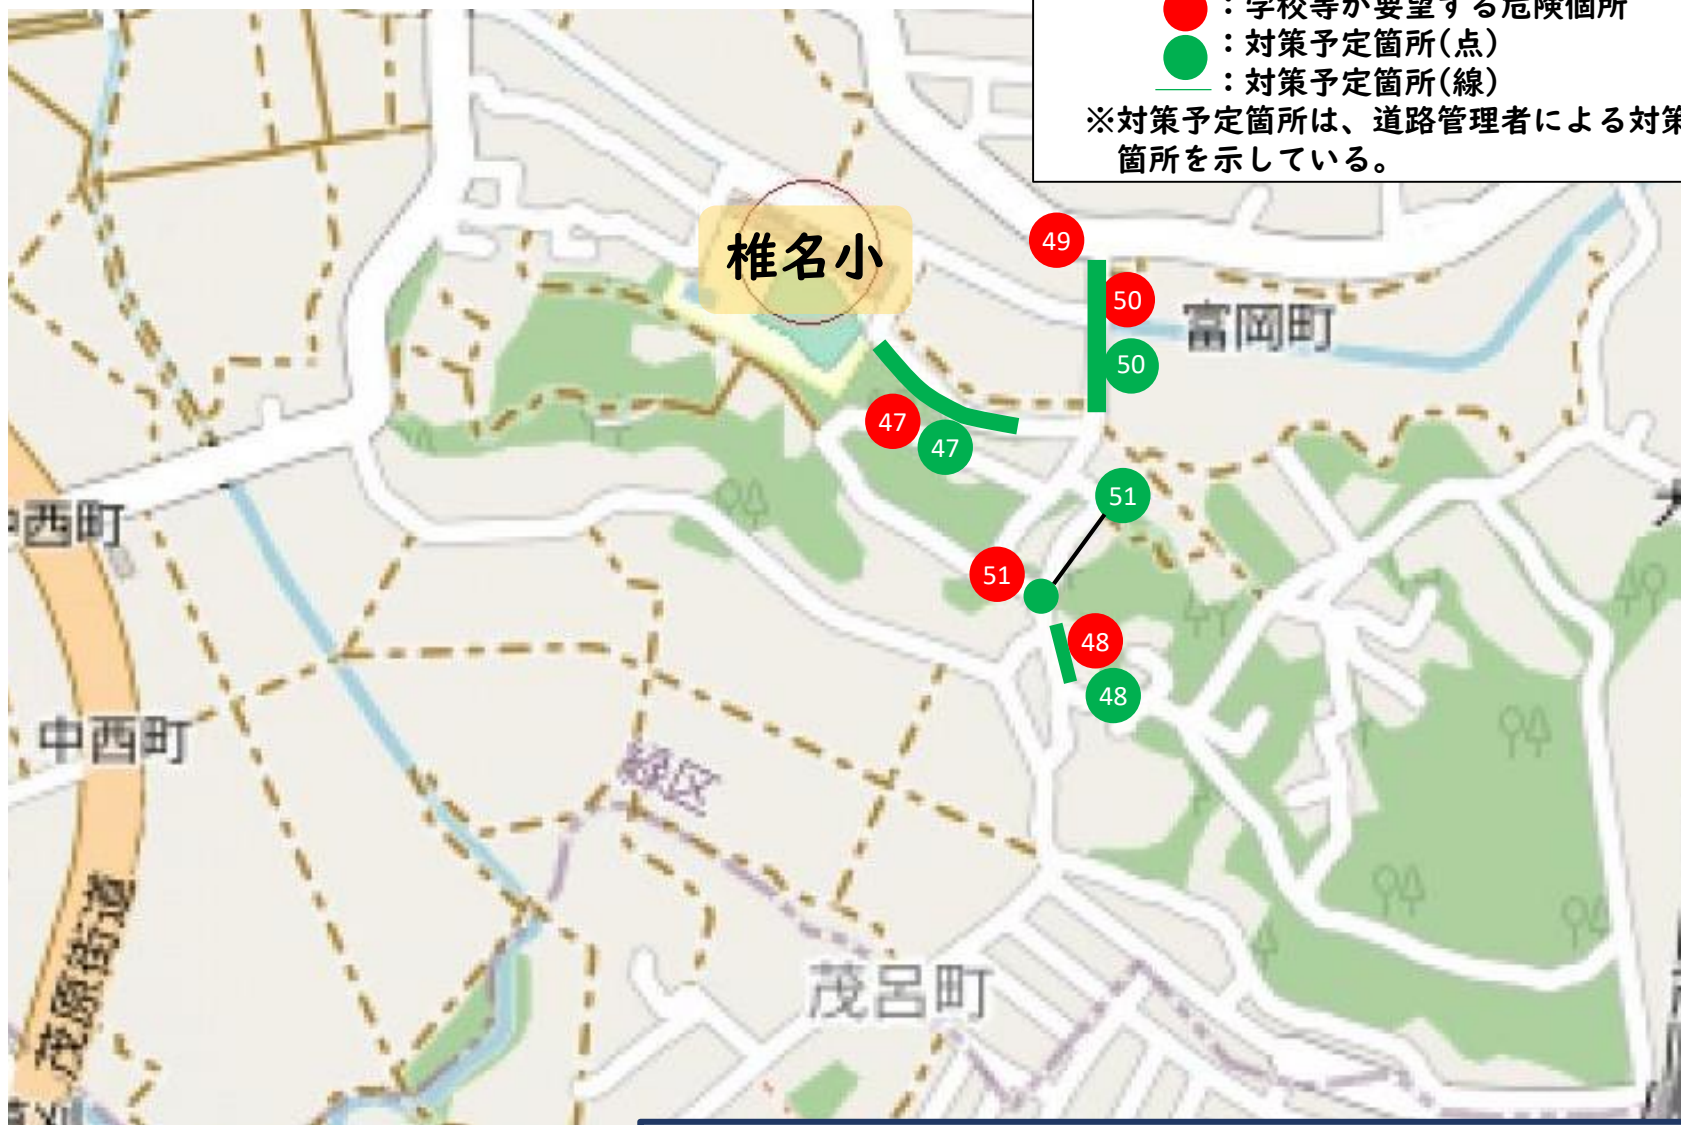 ：学校等が要望する危険個所
：対策予定箇所(点)
：対策予定箇所(線)
※対策予定箇所は、道路管理者による対策
箇所を示している。
椎名小
49
50
富岡町
50
47
47
51
中西町
51
48
48
中西町
緑区
茂原街道
茂呂町